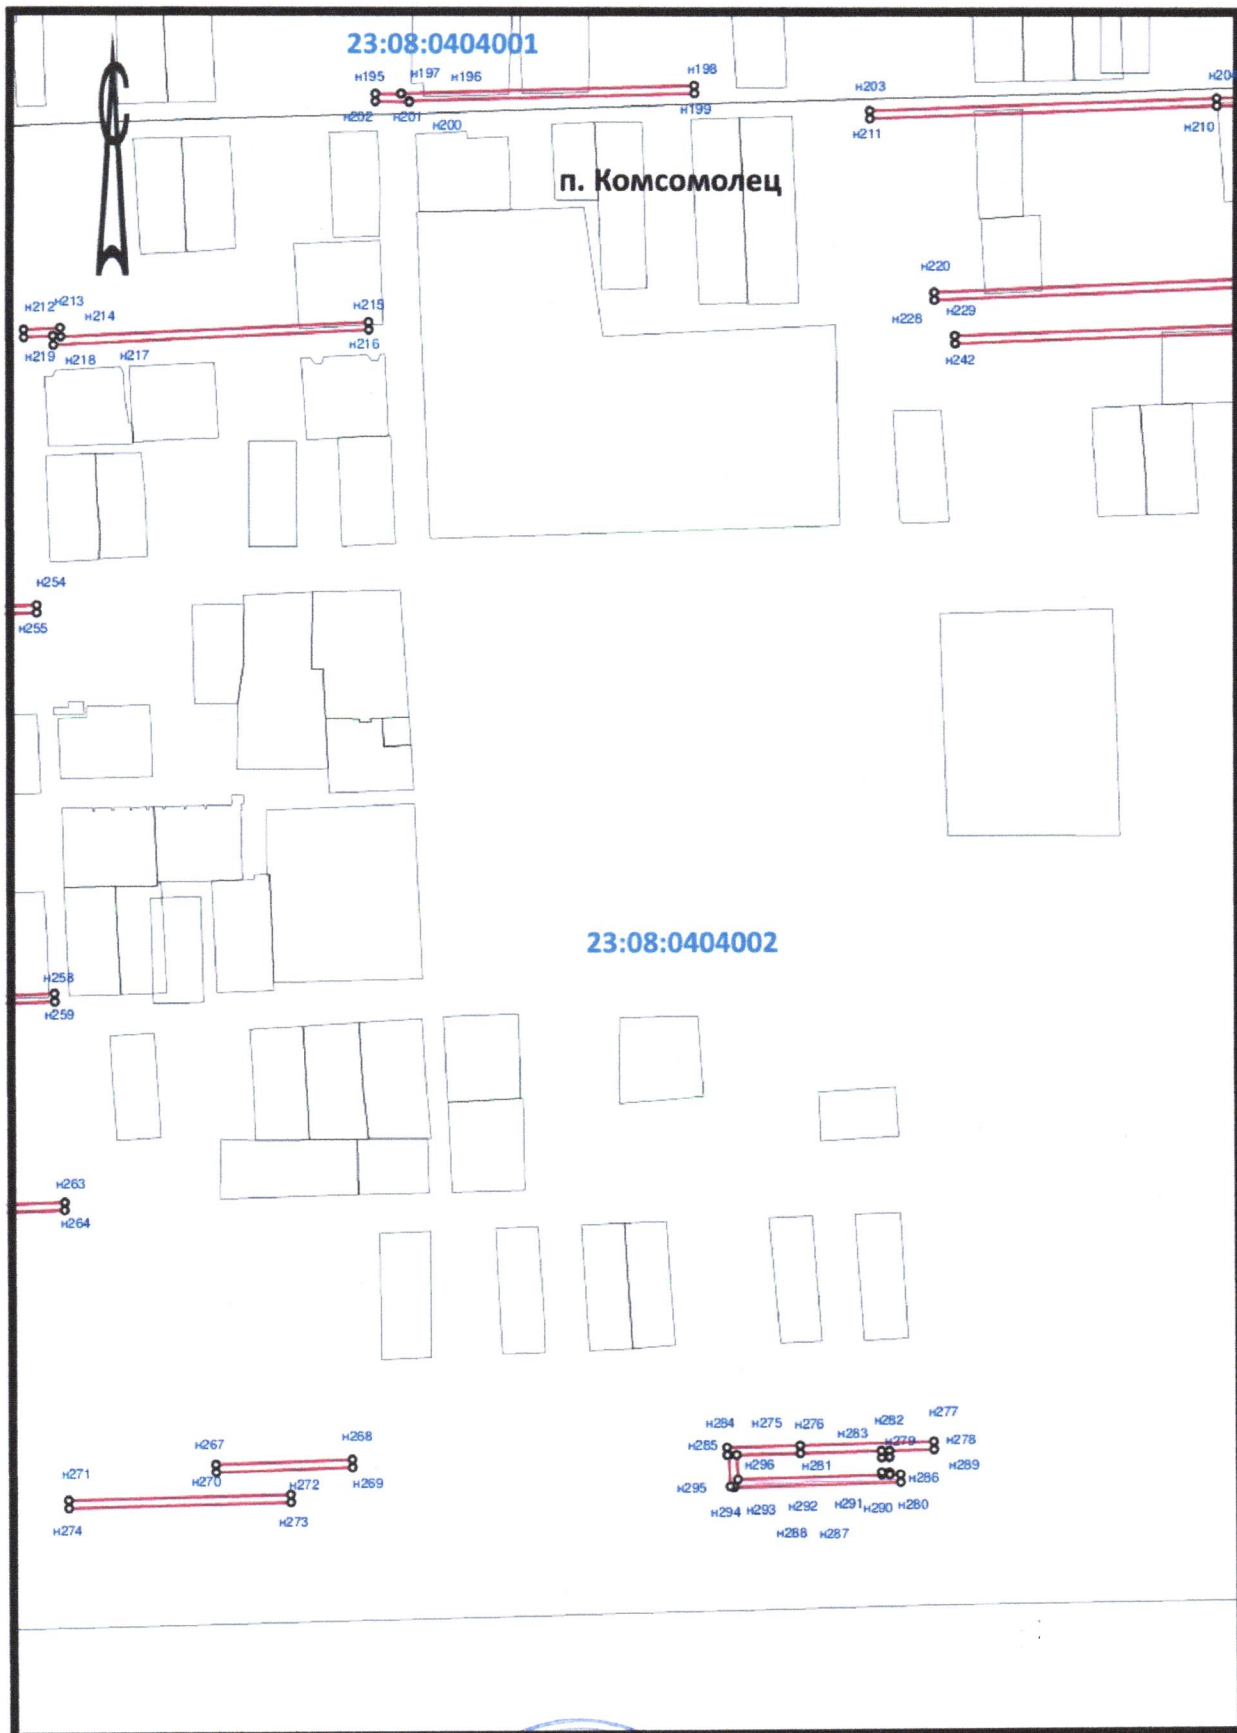 23:08:0404001
н195 н197 н196 н198
н203 н204
н202 н201 н200 н199
н211 н210
С
п. Комсомолец
н220
н212 н213 н214 н215
н228 н229
н219 н218 н217 н216
н242
н254
н255
23:08:0404002
н258
н259
н263
н264
н284 н275 н276 н283 н282 н277
н267 н268
н285 н296 н281 н279 н278
н289
н271 н270 н272 н269
н295 н286
н274 н273
н294 н293 н292 н291 н290 н280
н288 н287